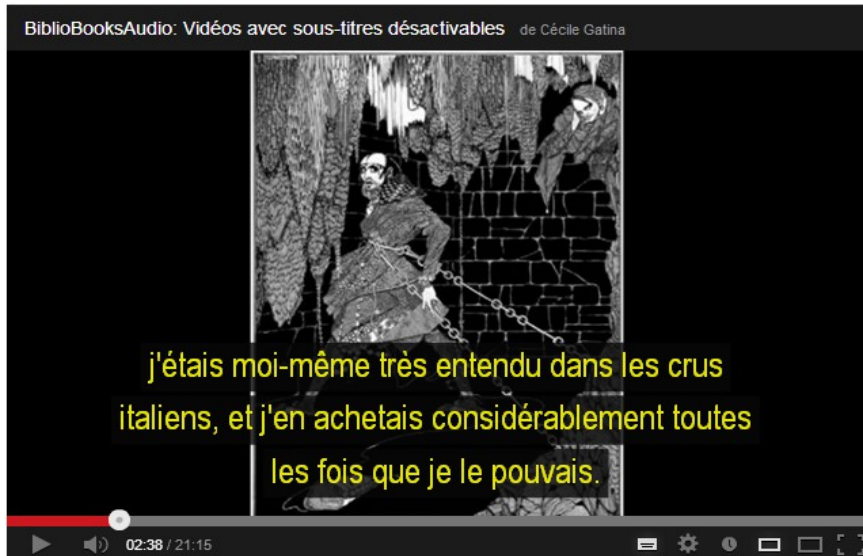 BiblioBooksAudio: Vidéos avec sous-titres désactivables de Cécile Gatina
j'étais moi-même très entendu dans les crus
italiens, et j'en achetais considérablement toutes
les fois que je le pouvais.
02:38 / 21:15